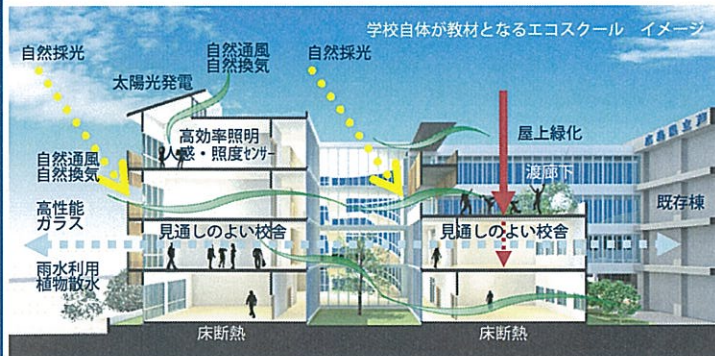 学校自体が教材となるエコスクール　イメージ
自然採光
自然通風
自然換気
自然採光
太陽光発電
高効率照明
人感・照度センサー
屋上緑化
自然通風
自然換気
渡廊下
高性能
ガラス
見通しのよい校舎
見通しのよい校舎
既存棟
雨水利用
植物散水
床断熱
床断熱